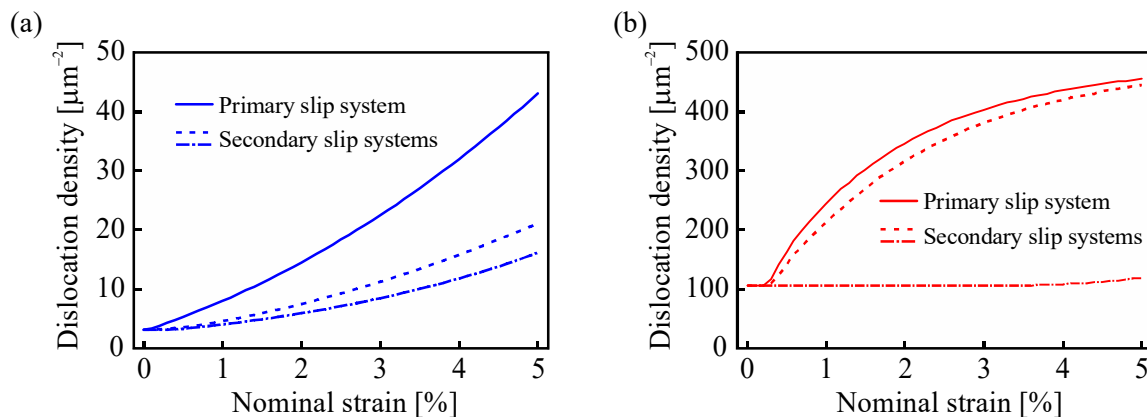 (a)
50
40
30
20
10
0
Dislocation density [μm⁻²]
Primary slip system
Secondary slip systems
0 1 2 3 4 5
Nominal strain [%]
(b)
500
400
300
200
100
0
Dislocation density [μm⁻²]
Primary slip system
Secondary slip systems
0 1 2 3 4 5
Nominal strain [%]